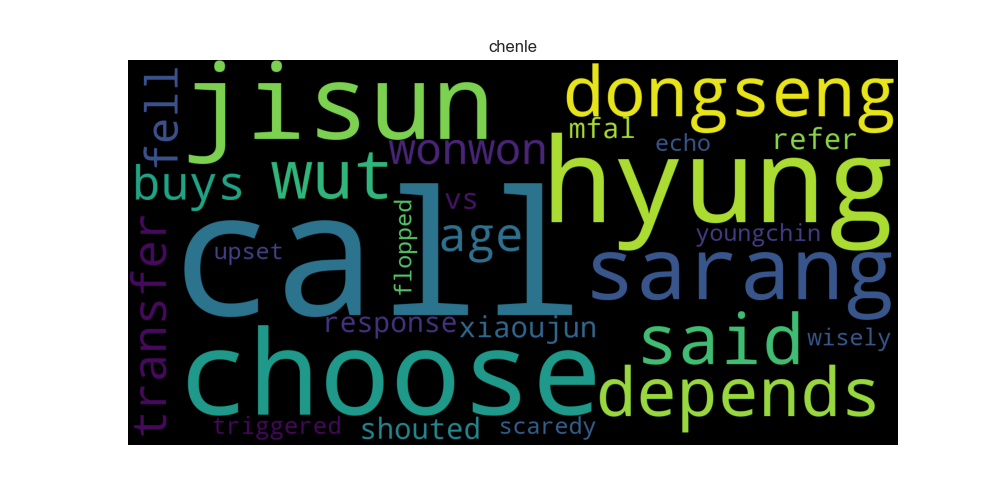 chenle
fell
jisun
dongseng
mfal
echo
refer
wonwon
hyung
buys
wut
vs
flopped
age
call
upset
youngchin
sarang
transfer
response
xiaoujun
said
wisely
choose
depends
triggered
shouted
scaredy